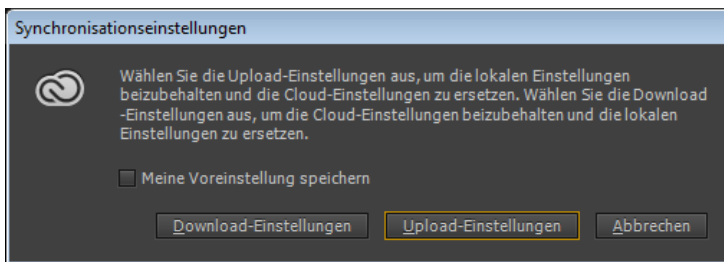 Synchronisationseinstellungen
Wählen Sie die Upload-Einstellungen aus, um die lokalen Einstellungen
beizubehalten und die Cloud-Einstellungen zu ersetzen. Wählen Sie die Download
-Einstellungen aus, um die Cloud-Einstellungen beizubehalten und die lokalen
Einstellungen zu ersetzen.
Meine Voreinstellung speichern
Download-Einstellungen Upload-Einstellungen Abbrechen